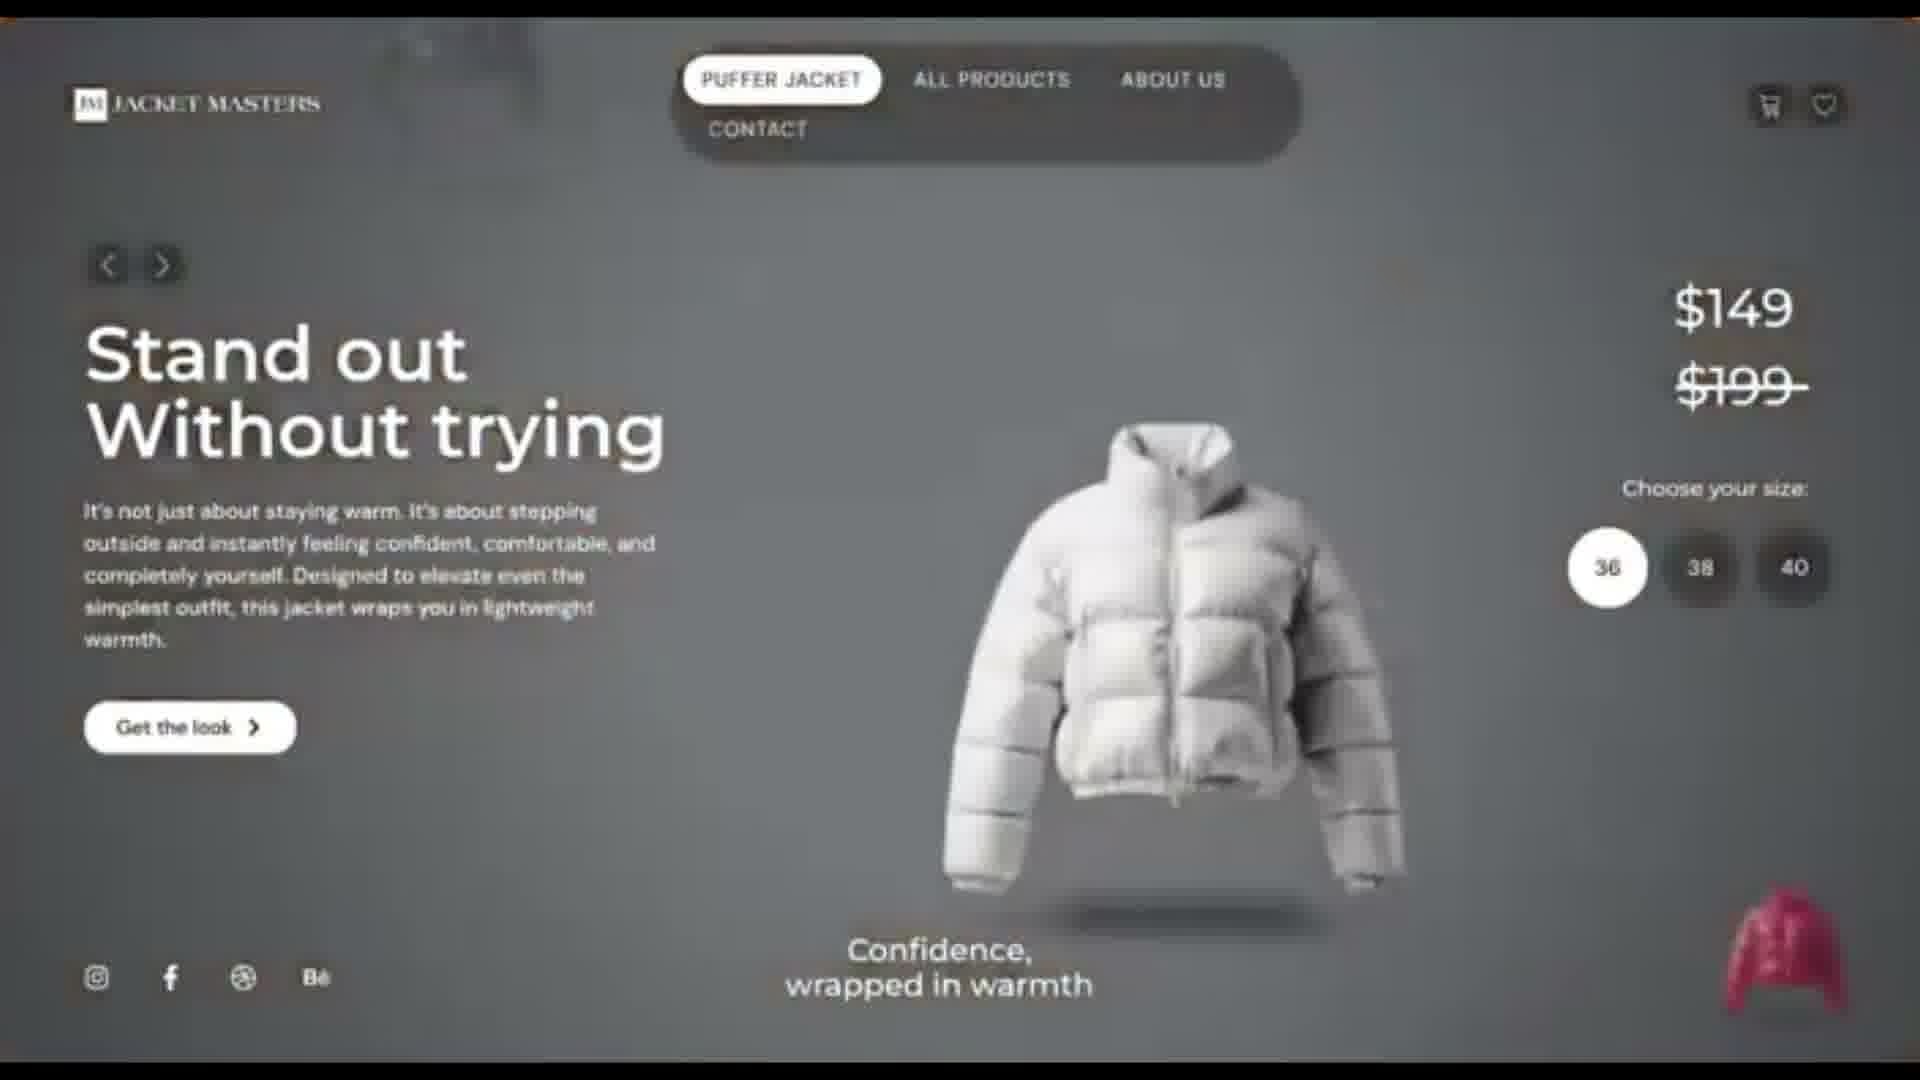 JM JACKET MASTERS
PUFFER JACKET ALL PRODUCTS ABOUT US
CONTACT
Stand out
Without trying
It's not just about staying warm. It's about stepping
outside and instantly feeling confident, comfortable, and
completely yourself. Designed to elevate even the
simplest outfit, this jacket wraps you in lightweight
warmth.
Get the look
$149
$199
Choose your size:
36 38 40
Confidence,
wrapped in warmth
Bē